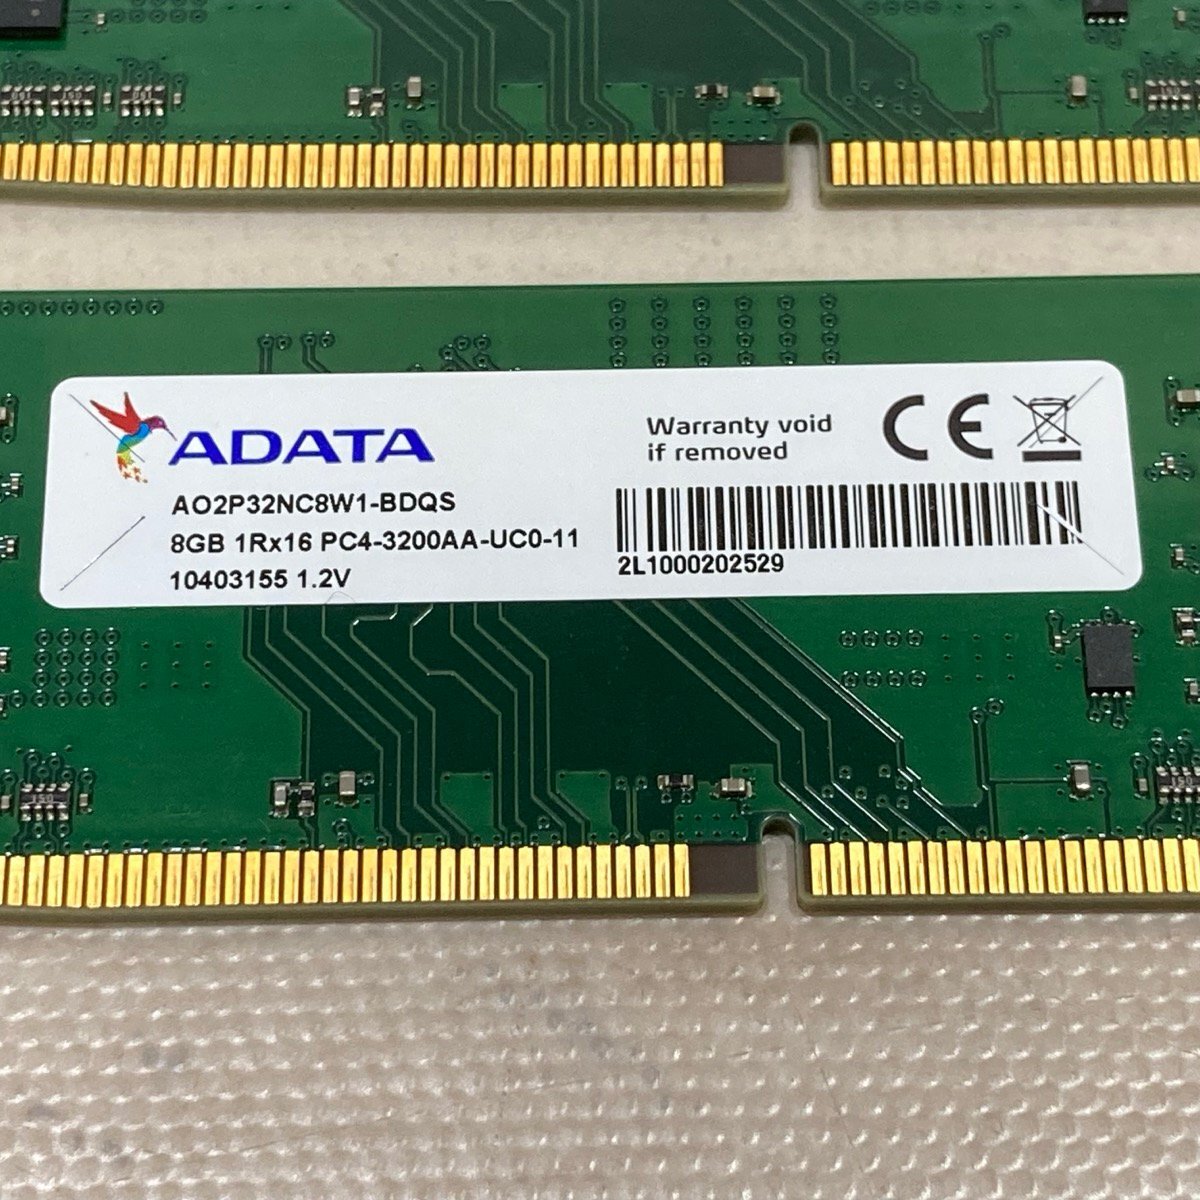 ADATA
Warranty void
if removed
CE
AO2P32NC8W1-BDQS
8GB 1Rx16 PC4-3200AA-UC0-11
10403155 1.2V
2L1000202529